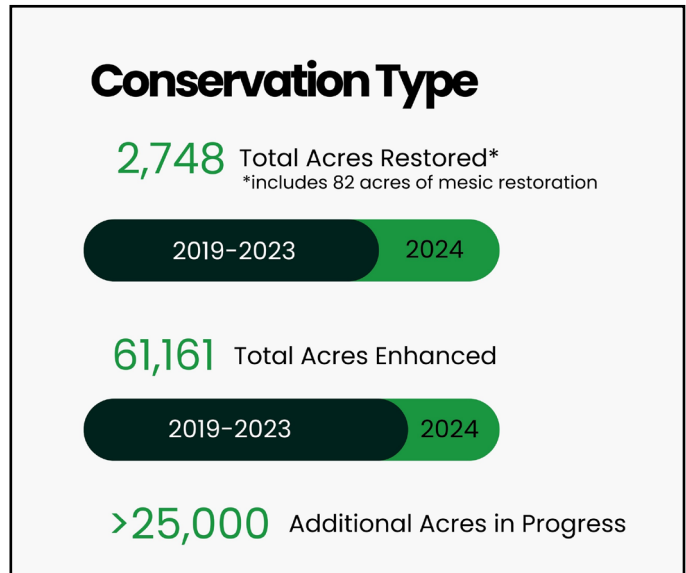 Conservation Type
2,748 Total Acres Restored*
*includes 82 acres of mesic restoration
2019-2023 2024
61,161 Total Acres Enhanced
2019-2023 2024
>25,000 Additional Acres in Progress